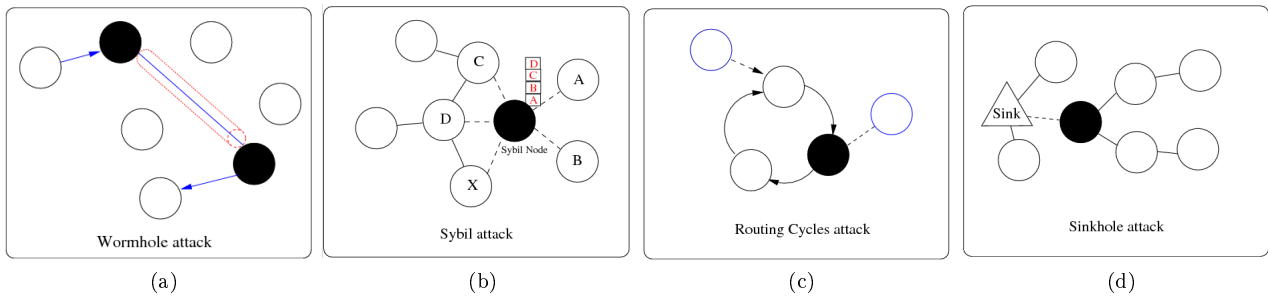 Wormhole attack
(a)
C
D
X
A
B
D
C
B
A
Sybil Node
Sybil attack
(b)
Routing Cycles attack
(c)
Sink
Sinkhole attack
(d)